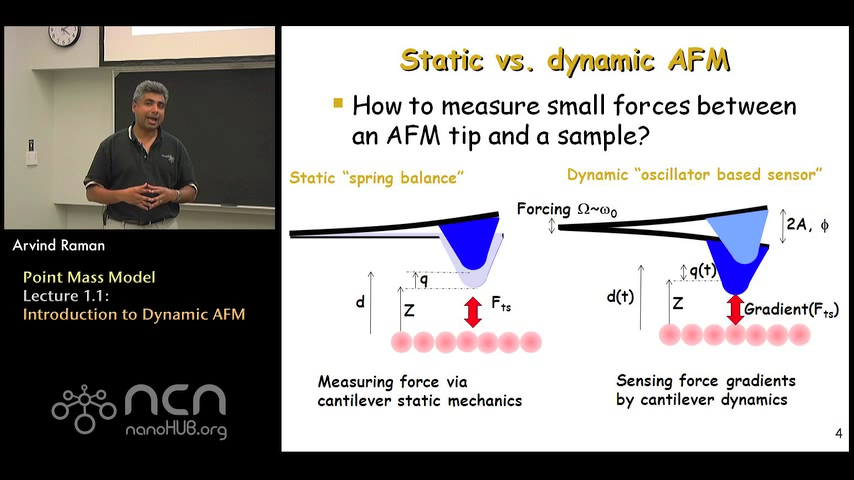 Static vs. dynamic AFM
How to measure small forces between
an AFM tip and a sample?
Static “spring balance”
Dynamic “oscillator based sensor”
Forcing Ω~ω₀
2A, ϕ
q
q(t)
d
Z
Fts
d(t)
Z
Gradient(Fts)
Measuring force via
cantilever static mechanics
Sensing force gradients
by cantilever dynamics
4
Arvind Raman
Point Mass Model
Lecture 1.1:
Introduction to Dynamic AFM
ncn
nanoHUB.org